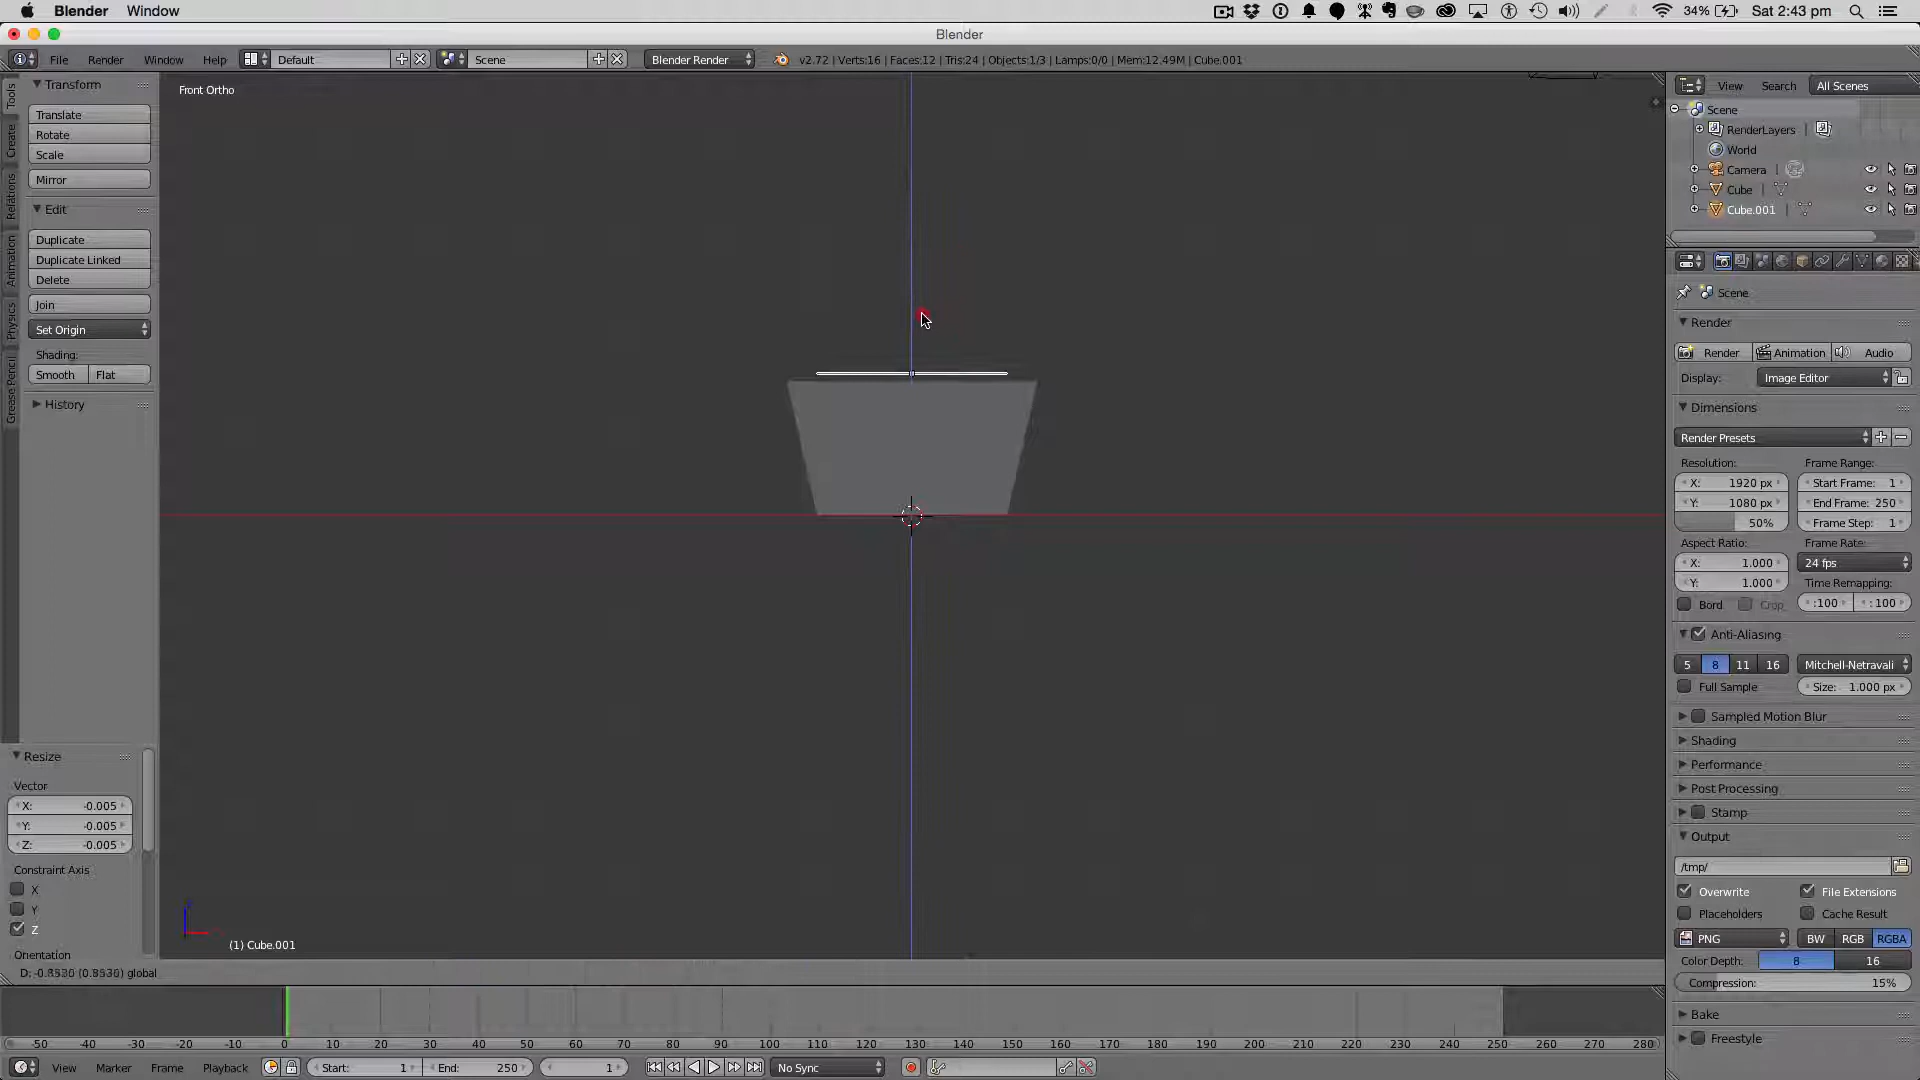 Blender Window 34% Sat 2:43 pm
Blender
File Render Window Help Default Scene Blender Render v2.72 | Verts:16 | Faces:12 | Tris:24 | Objects:1/3 | Lamps:0/0 | Mem:12.49M | Cube.001
Tools
Create
Relations
Animation
Physics
Grease Pencil
Transform
Translate
Rotate
Scale
Mirror
Edit
Duplicate
Duplicate Linked
Delete
Join
Set Origin
Shading:
Smooth Flat
History
Resize
Vector
X: -0.005
Y: -0.005
Z: -0.005
Constraint Axis
X
Y
Z
Orientation
Front Ortho
(1) Cube.001
D: -0.8536 (0.8536) global
View Search All Scenes
Scene
RenderLayers
World
Camera
Cube
Cube.001
Scene
Render
Render Animation Audio
Display: Image Editor
Dimensions
Render Presets
Resolution: Frame Range:
X: 1920 px Start Frame: 1
Y: 1080 px End Frame: 250
50% Frame Step: 1
Aspect Ratio: Frame Rate:
X: 1.000 24 fps
Y: 1.000 Time Remapping:
Bord Crop :100 :100
Anti-Aliasing
5 8 11 16 Mitchell-Netravali
Full Sample Size: 1.000 px
Sampled Motion Blur
Shading
Performance
Post Processing
Stamp
Output
/tmp/
Overwrite File Extensions
Placeholders Cache Result
PNG BW RGB RGBA
Color Depth: 8 16
Compression: 15%
Bake
Freestyle
-50 -40 -30 -20 -10 0 10 20 30 40 50 60 70 80 90 100 110 120 130 140 150 160 170 180 190 200 210 220 230 240 250 260 270 280
View Marker Frame Playback Start: 1 End: 250 1 No Sync